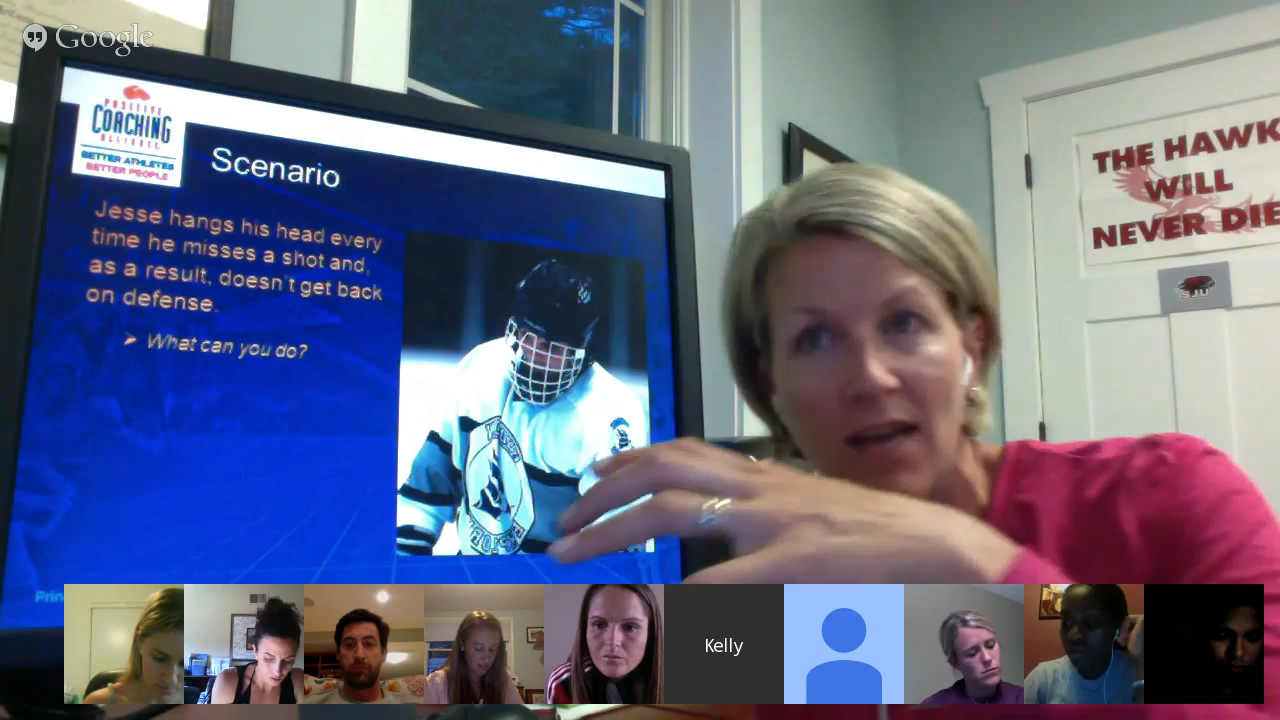 Google
POSITIVE
COACHING
ALLIANCE
BETTER ATHLETES
BETTER PEOPLE
Scenario
Jesse hangs his head every
time he misses a shot and,
as a result, doesn't get back
on defense.
➢ What can you do?
THE HAWK
WILL
NEVER DIE
SJU
Kelly